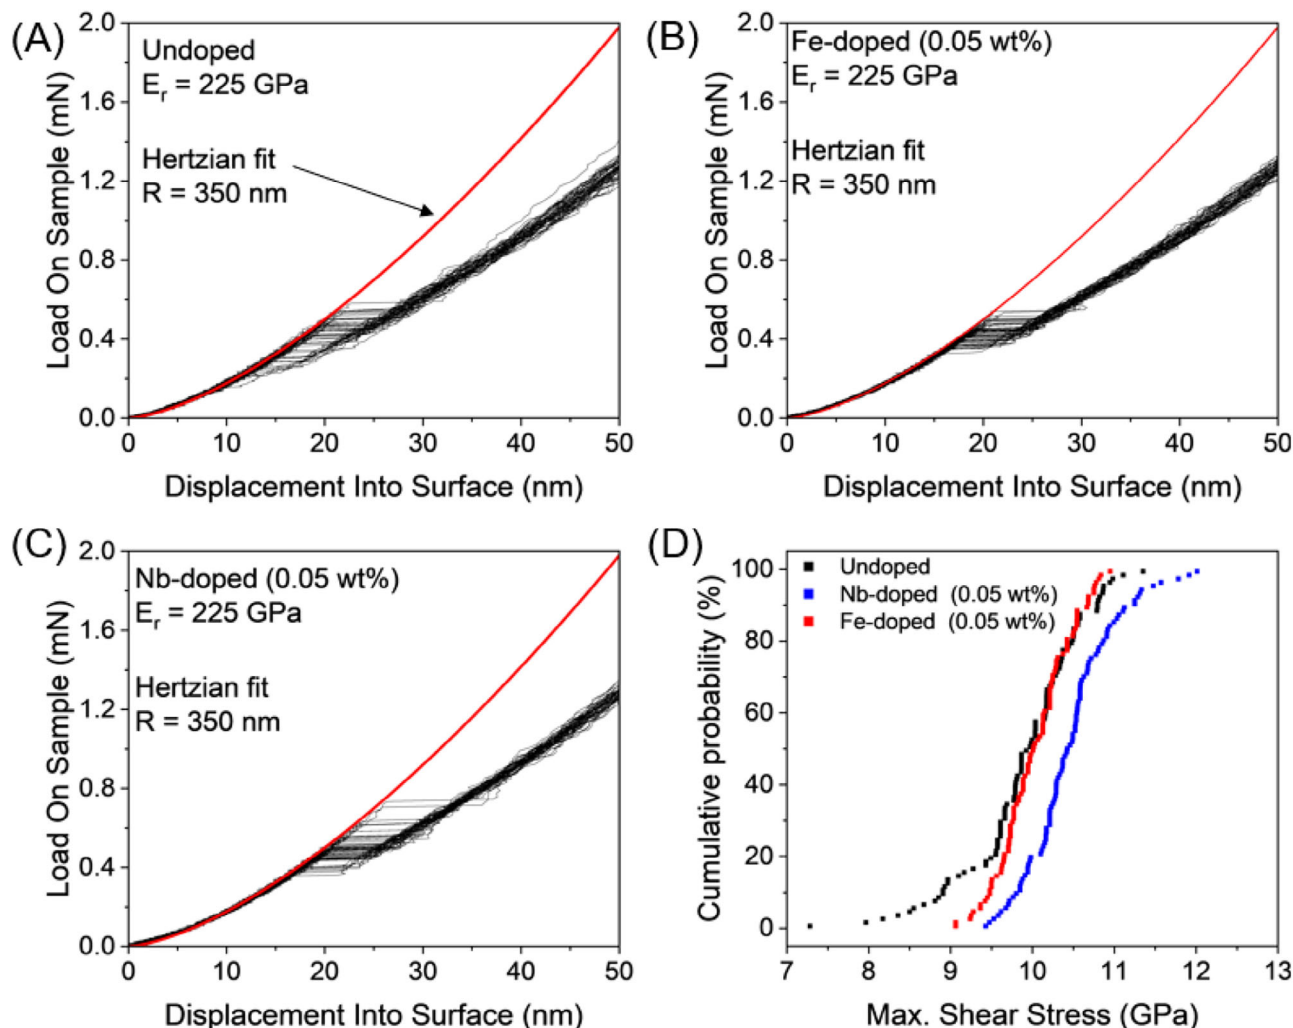 (A)
Undoped
Er = 225 GPa
Hertzian fit
R = 350 nm
Load On Sample (mN)
2.0
1.6
1.2
0.8
0.4
0.0
0 10 20 30 40 50
Displacement Into Surface (nm)
(B)
Fe-doped (0.05 wt%)
Er = 225 GPa
Hertzian fit
R = 350 nm
Load On Sample (mN)
2.0
1.6
1.2
0.8
0.4
0.0
0 10 20 30 40 50
Displacement Into Surface (nm)
(C)
Nb-doped (0.05 wt%)
Er = 225 GPa
Hertzian fit
R = 350 nm
Load On Sample (mN)
2.0
1.6
1.2
0.8
0.4
0.0
0 10 20 30 40 50
Displacement Into Surface (nm)
(D)
Undoped
Nb-doped (0.05 wt%)
Fe-doped (0.05 wt%)
Cumulative probability (%)
100
80
60
40
20
0
7 8 9 10 11 12 13
Max. Shear Stress (GPa)